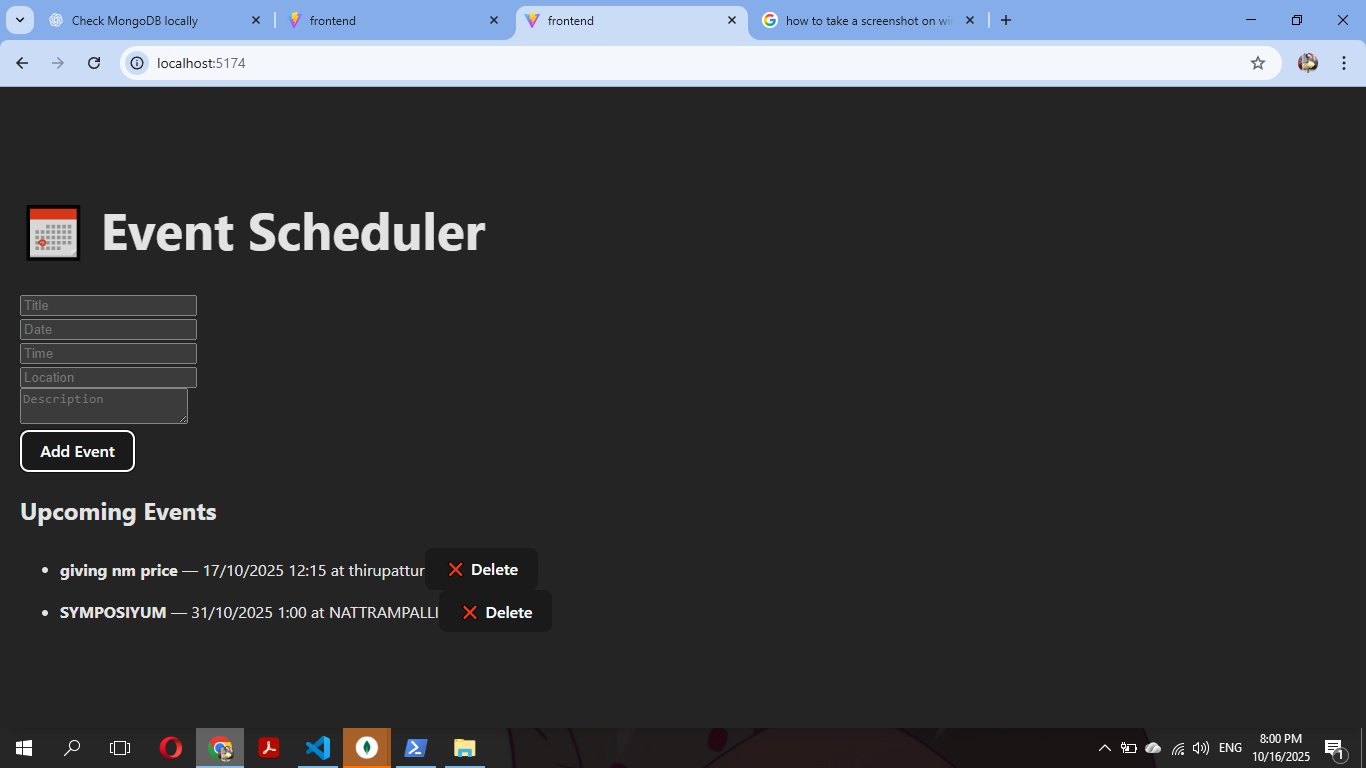 Check MongoDB locally
frontend
frontend
how to take a screenshot on wi
localhost:5174
Event Scheduler
Title
Date
Time
Location
Description
Add Event
Upcoming Events
giving nm price — 17/10/2025 12:15 at thirupattur ❌ Delete
SYMPOSIYUM — 31/10/2025 1:00 at NATTRAMPALLI ❌ Delete
ENG
8:00 PM
10/16/2025
1